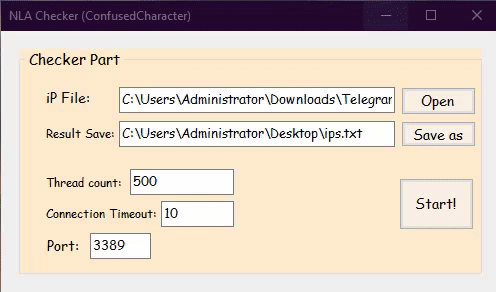 NLA Checker (ConfusedCharacter)
Checker Part
iP File: C:\Users\Administrator\Downloads\Telegran Open
Result Save: C:\Users\Administrator\Desktop\ips.txt Save as
Thread count: 500
Connection Timeout: 10
Start!
Port: 3389